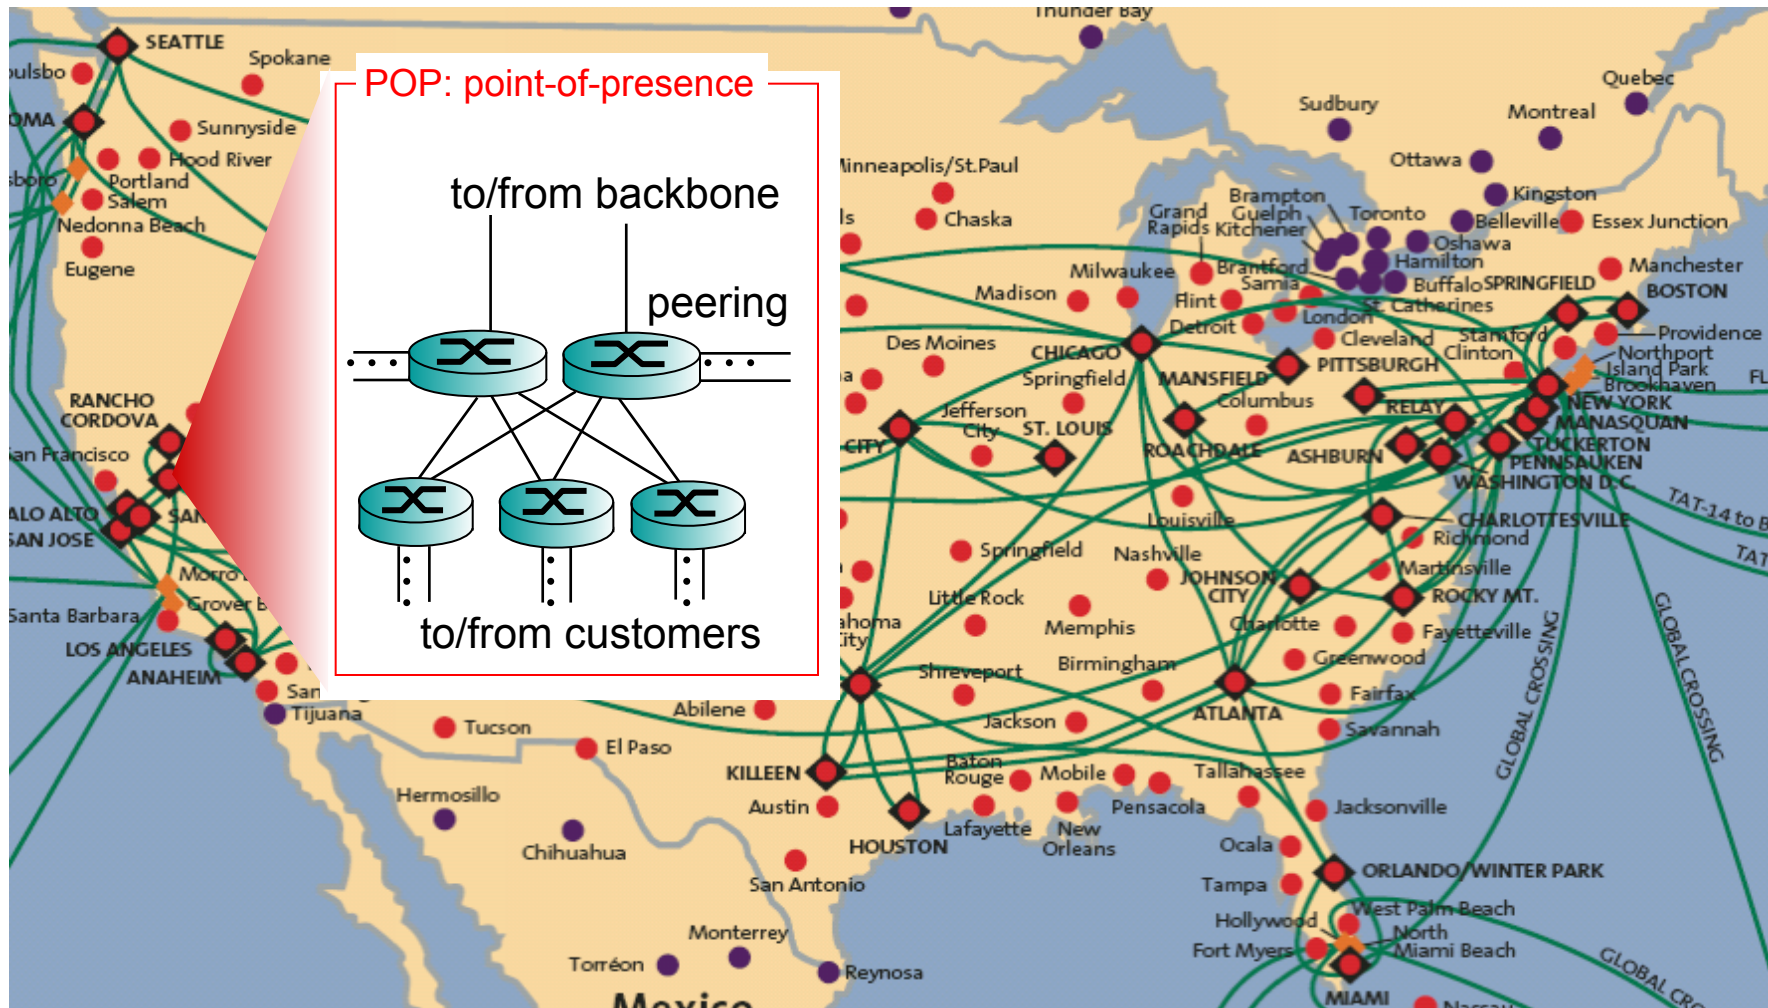 Thunder Bay
SEATTLE
Spokane
Quebec
POP: point-of-presence
Sudbury
Montreal
Sunnyside
Hood River
Ottawa
Portland
Kingston
Salem
Brampton
to/from backbone
Grand
Rapids
Guelph
Toronto
Belleville
Essex Junction
Chaska
Kitchener
Nedonna Beach
Oshawa
Eugene
Milwaukee
Brantford
Hamilton
Manchester
Sarnia
Buffalo
SPRINGFIELD
BOSTON
Madison
Flint
St. Catherines
peering
London
Detroit
Stamford
Providence
Des Moines
CHICAGO
Cleveland
Clinton
Northport
Springfield
MANSFIELD
PITTSBURGH
Island Park
Brookhaven
RANCHO
CORDOVA
Columbus
RELAY
NEW YORK
Jefferson
City
ST. LOUIS
MANASQUAN
CITY
ROACHDALE
ASHBURN
TUCKERTON
PENNSAUKEN
WASHINGTON D.C.
TAT-14 to B
SAN JOSE
Louisville
CHARLOTTESVILLE
Richmond
Springfield
Nashville
Martinsville
JOHNSON
CITY
Little Rock
ROCKY MT.
Santa Barbara
Memphis
Charlotte
Fayetteville
to/from customers
LOS ANGELES
Greenwood
ANAHEIM
Shreveport
Birmingham
Fairfax
Tijuana
Abilene
Jackson
ATLANTA
Savannah
GLOBAL CROSSING
GLOBAL CROSSING
Tucson
El Paso
KILLEEN
Baton
Rouge
Mobile
Tallahassee
Hermosillo
Austin
Pensacola
Jacksonville
Lafayette
New
Orleans
Chihuahua
HOUSTON
Ocala
San Antonio
Tampa
ORLANDO/WINTER PARK
West Palm Beach
Hollywood
North
Miami Beach
Monterrey
Fort Myers
Torréon
Reynosa
MIAMI
Mexico